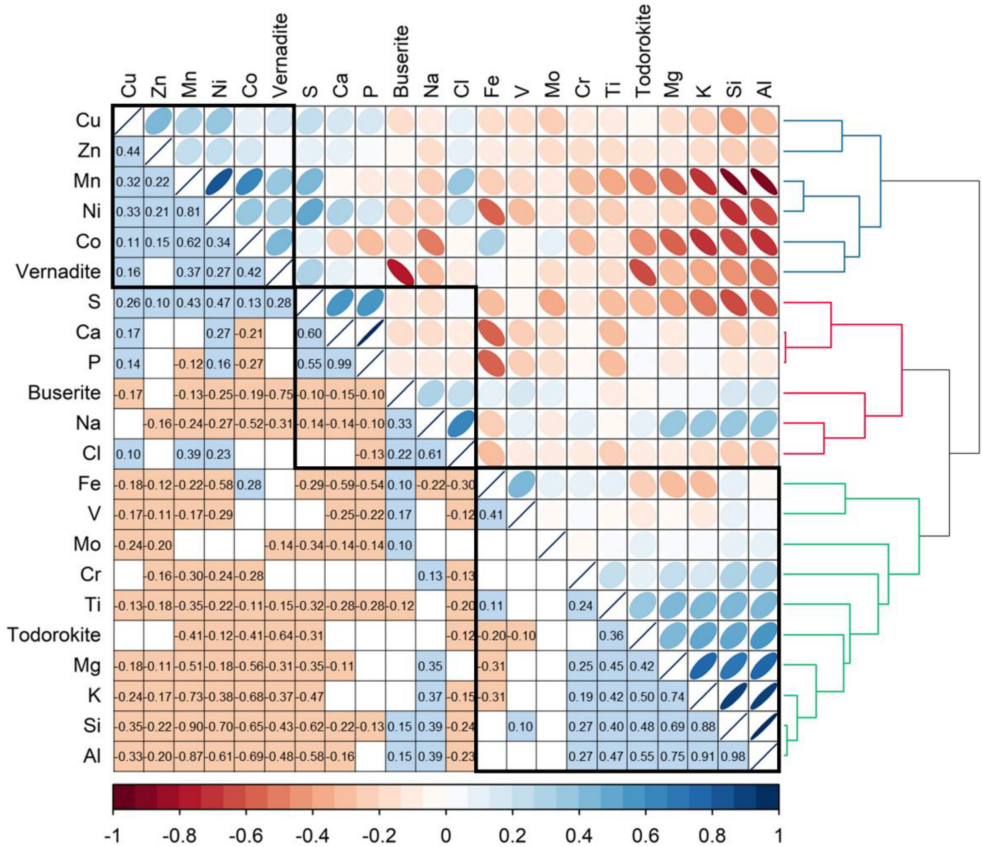 Cu Zn Mn Ni Co Vernadite S Ca P Buserite Na Cl Fe V Mo Cr Ti Todorokite Mg K Si Al
Cu
Zn 0.44
Mn 0.32 0.22
Ni 0.33 0.21 0.81
Co 0.11 0.15 0.62 0.34
Vernadite 0.16 0.37 0.27 0.42
S 0.26 0.10 0.43 0.47 0.13 0.28
Ca 0.17 0.27 -0.21 0.60
P 0.14 -0.12 0.16 -0.27 0.55 0.99
Buserite -0.17 -0.13 -0.25 -0.19 -0.75 -0.10 -0.15 -0.10
Na -0.16 -0.24 -0.27 -0.52 -0.31 -0.14 -0.14 -0.10 0.33
Cl 0.10 0.39 0.23 -0.13 0.22 0.61
Fe -0.18 -0.12 -0.22 -0.58 0.28 -0.29 -0.59 -0.54 0.10 -0.22 -0.30
V -0.17 -0.11 -0.17 -0.29 -0.25 -0.22 0.17 -0.12 0.41
Mo -0.24 -0.20 -0.14 -0.34 -0.14 -0.14 0.10
Cr -0.16 -0.30 -0.24 -0.28 0.13 -0.13
Ti -0.13 -0.18 -0.35 -0.22 -0.11 -0.15 -0.32 -0.28 -0.28 -0.12 -0.20 0.11 0.24
Todorokite -0.41 -0.12 -0.41 -0.64 -0.31 -0.12 -0.20 -0.10 0.36
Mg -0.18 -0.11 -0.51 -0.18 -0.56 -0.31 -0.35 -0.11 0.35 -0.31 0.25 0.45 0.42
K -0.24 -0.17 -0.73 -0.38 -0.68 -0.37 -0.47 0.37 -0.15 -0.31 0.19 0.42 0.50 0.74
Si -0.35 -0.22 -0.90 -0.70 -0.65 -0.43 -0.62 -0.22 -0.13 0.15 0.39 -0.24 0.10 0.27 0.40 0.48 0.69 0.88
Al -0.33 -0.20 -0.87 -0.61 -0.69 -0.48 -0.58 -0.16 0.15 0.39 -0.23 0.27 0.47 0.55 0.75 0.91 0.98
-1 -0.8 -0.6 -0.4 -0.2 0 0.2 0.4 0.6 0.8 1